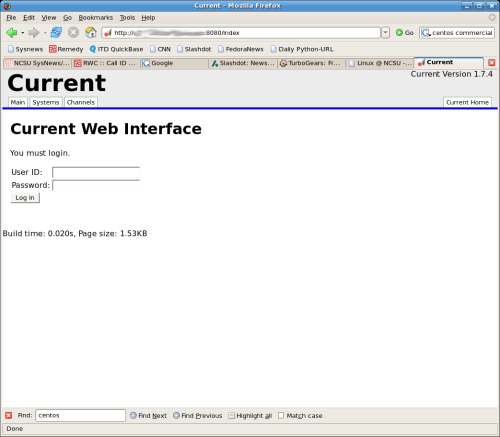 Current - Mozilla Firefox
File Edit View Go Bookmarks Tools Help
http:// 8080/index Go centos commercial
Sysnews Remedy ITD QuickBase CNN Slashdot FedoraNews Daily Python-URL
NCSU SysNews/... RWC :: Call ID ... Google Slashdot: News... TurboGears: Fr... Linux @ NCSU -... Current
Current
Current Version 1.7.4
Main Systems Channels Current Home
Current Web Interface
You must login.
User ID:
Password:
Log In
Build time: 0.020s, Page size: 1.53KB
Find: centos Find Next Find Previous Highlight all Match case
Done